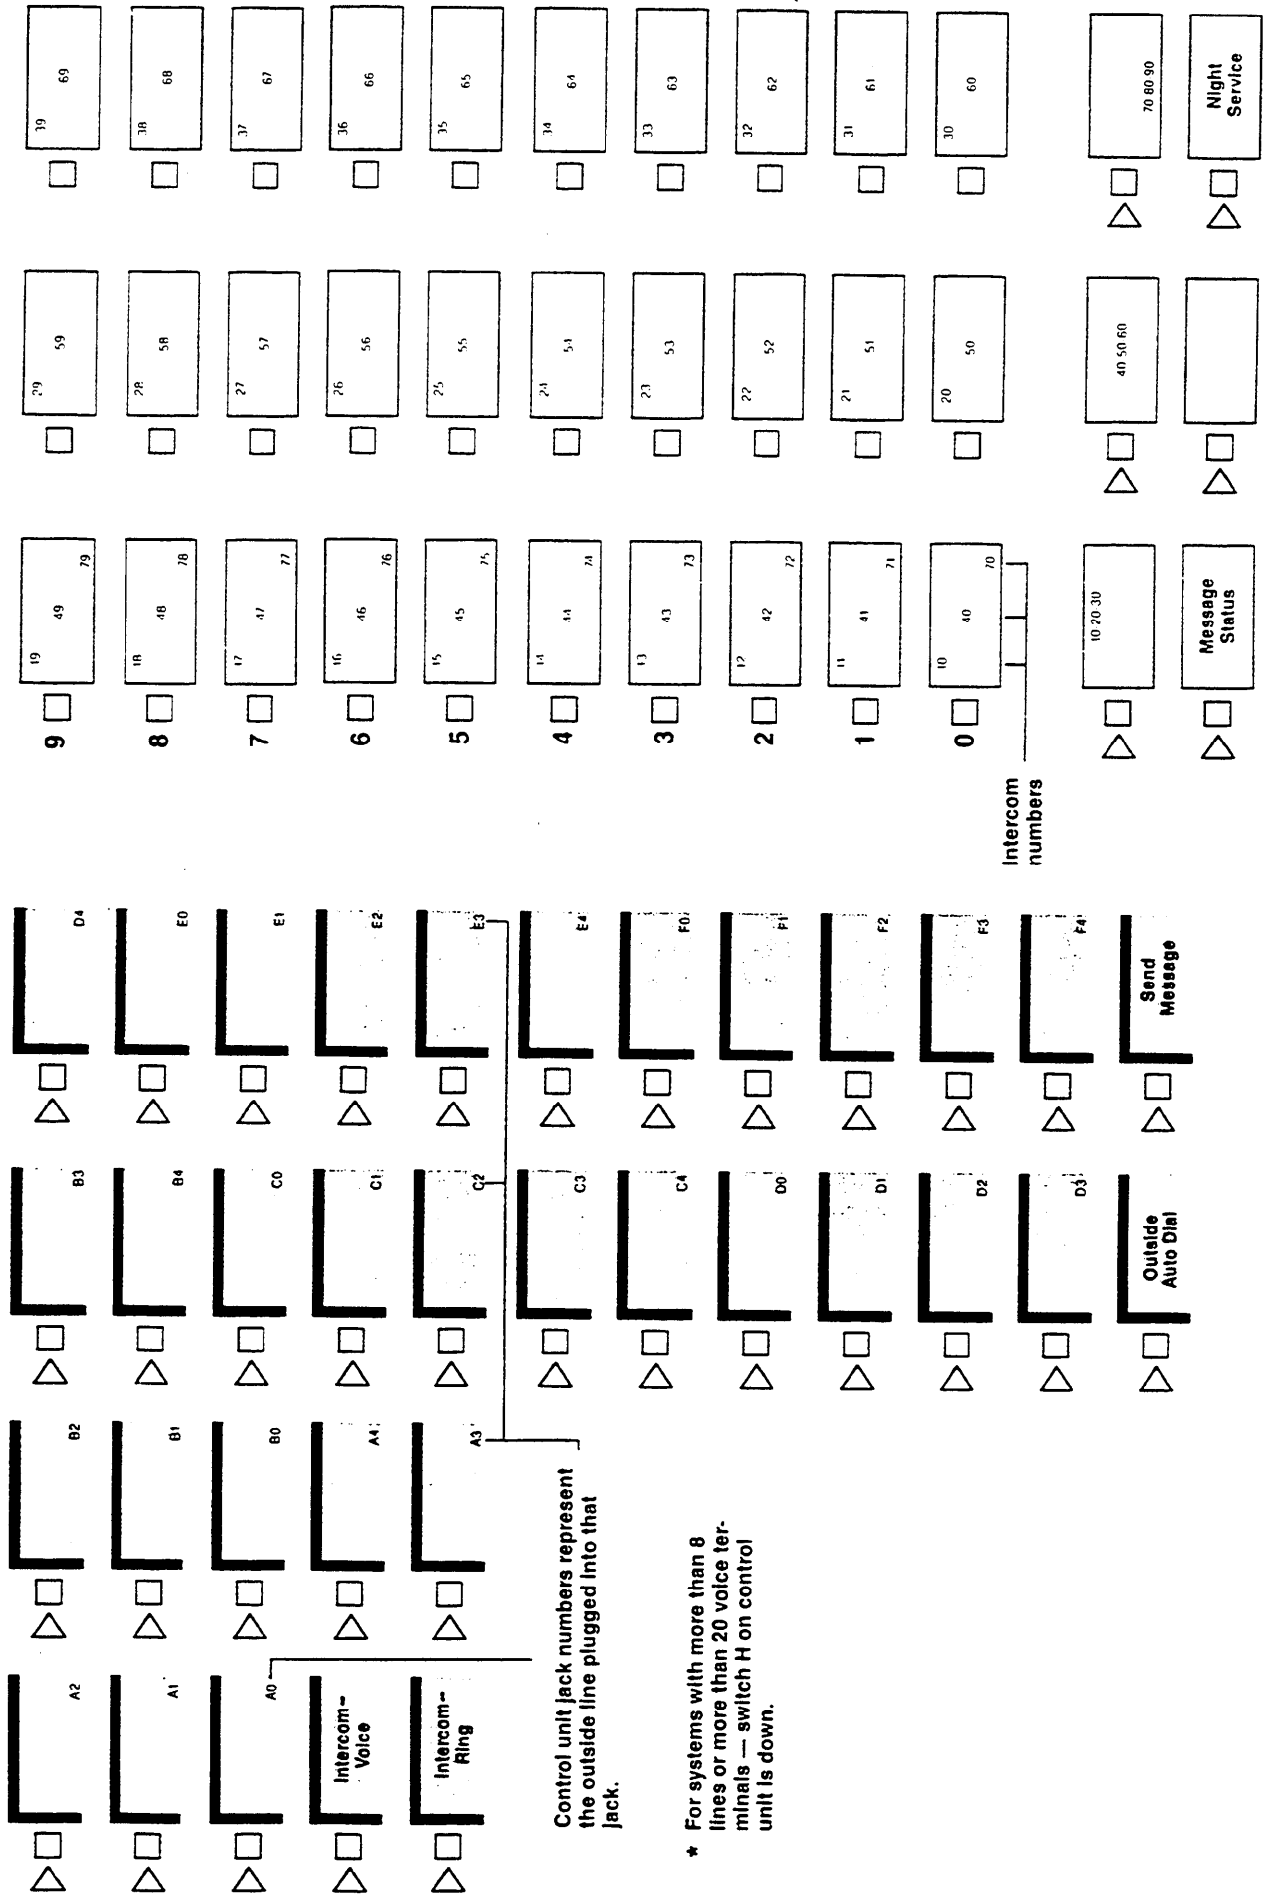 A2 B2 B3 D4
A1 B1 B4 E0
A0 B0 C0 E1
Intercom–
Voice
A4 C1 E2
Intercom–
Ring
A3 C2 E3
C3 E4
C4 F0
D0 F1
D1 F2
D2 F3
D3 F4
Outside
Auto Dial
Send
Message
Control unit jack numbers represent
the outside line plugged into that
jack.
* For systems with more than 8
lines or more than 20 voice ter-
minals — switch H on control
unit is down.
9 19 49 79 29 59 39 69
8 18 48 78 28 58 38 68
7 17 47 77 27 57 37 67
6 16 46 76 26 56 36 66
5 15 45 75 25 55 35 65
4 14 44 74 24 54 34 64
3 13 43 73 23 53 33 63
2 12 42 72 22 52 32 62
1 11 41 71 21 51 31 61
0 10 40 70 20 50 30 60
Intercom
numbers
10 20 30 40 50 60 70 80 90
Message
Status
Night
Service